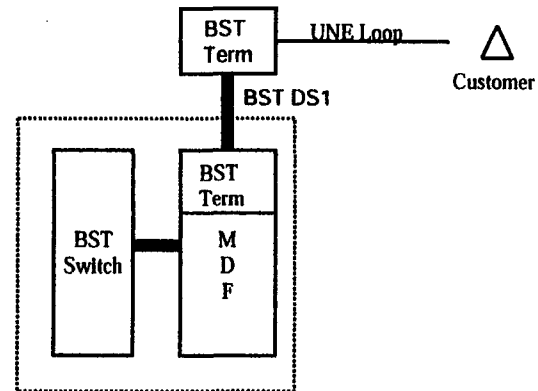 BST
Term
UNE Loop
Customer
BST DS1
BST
Term
BST
Switch
M
D
F